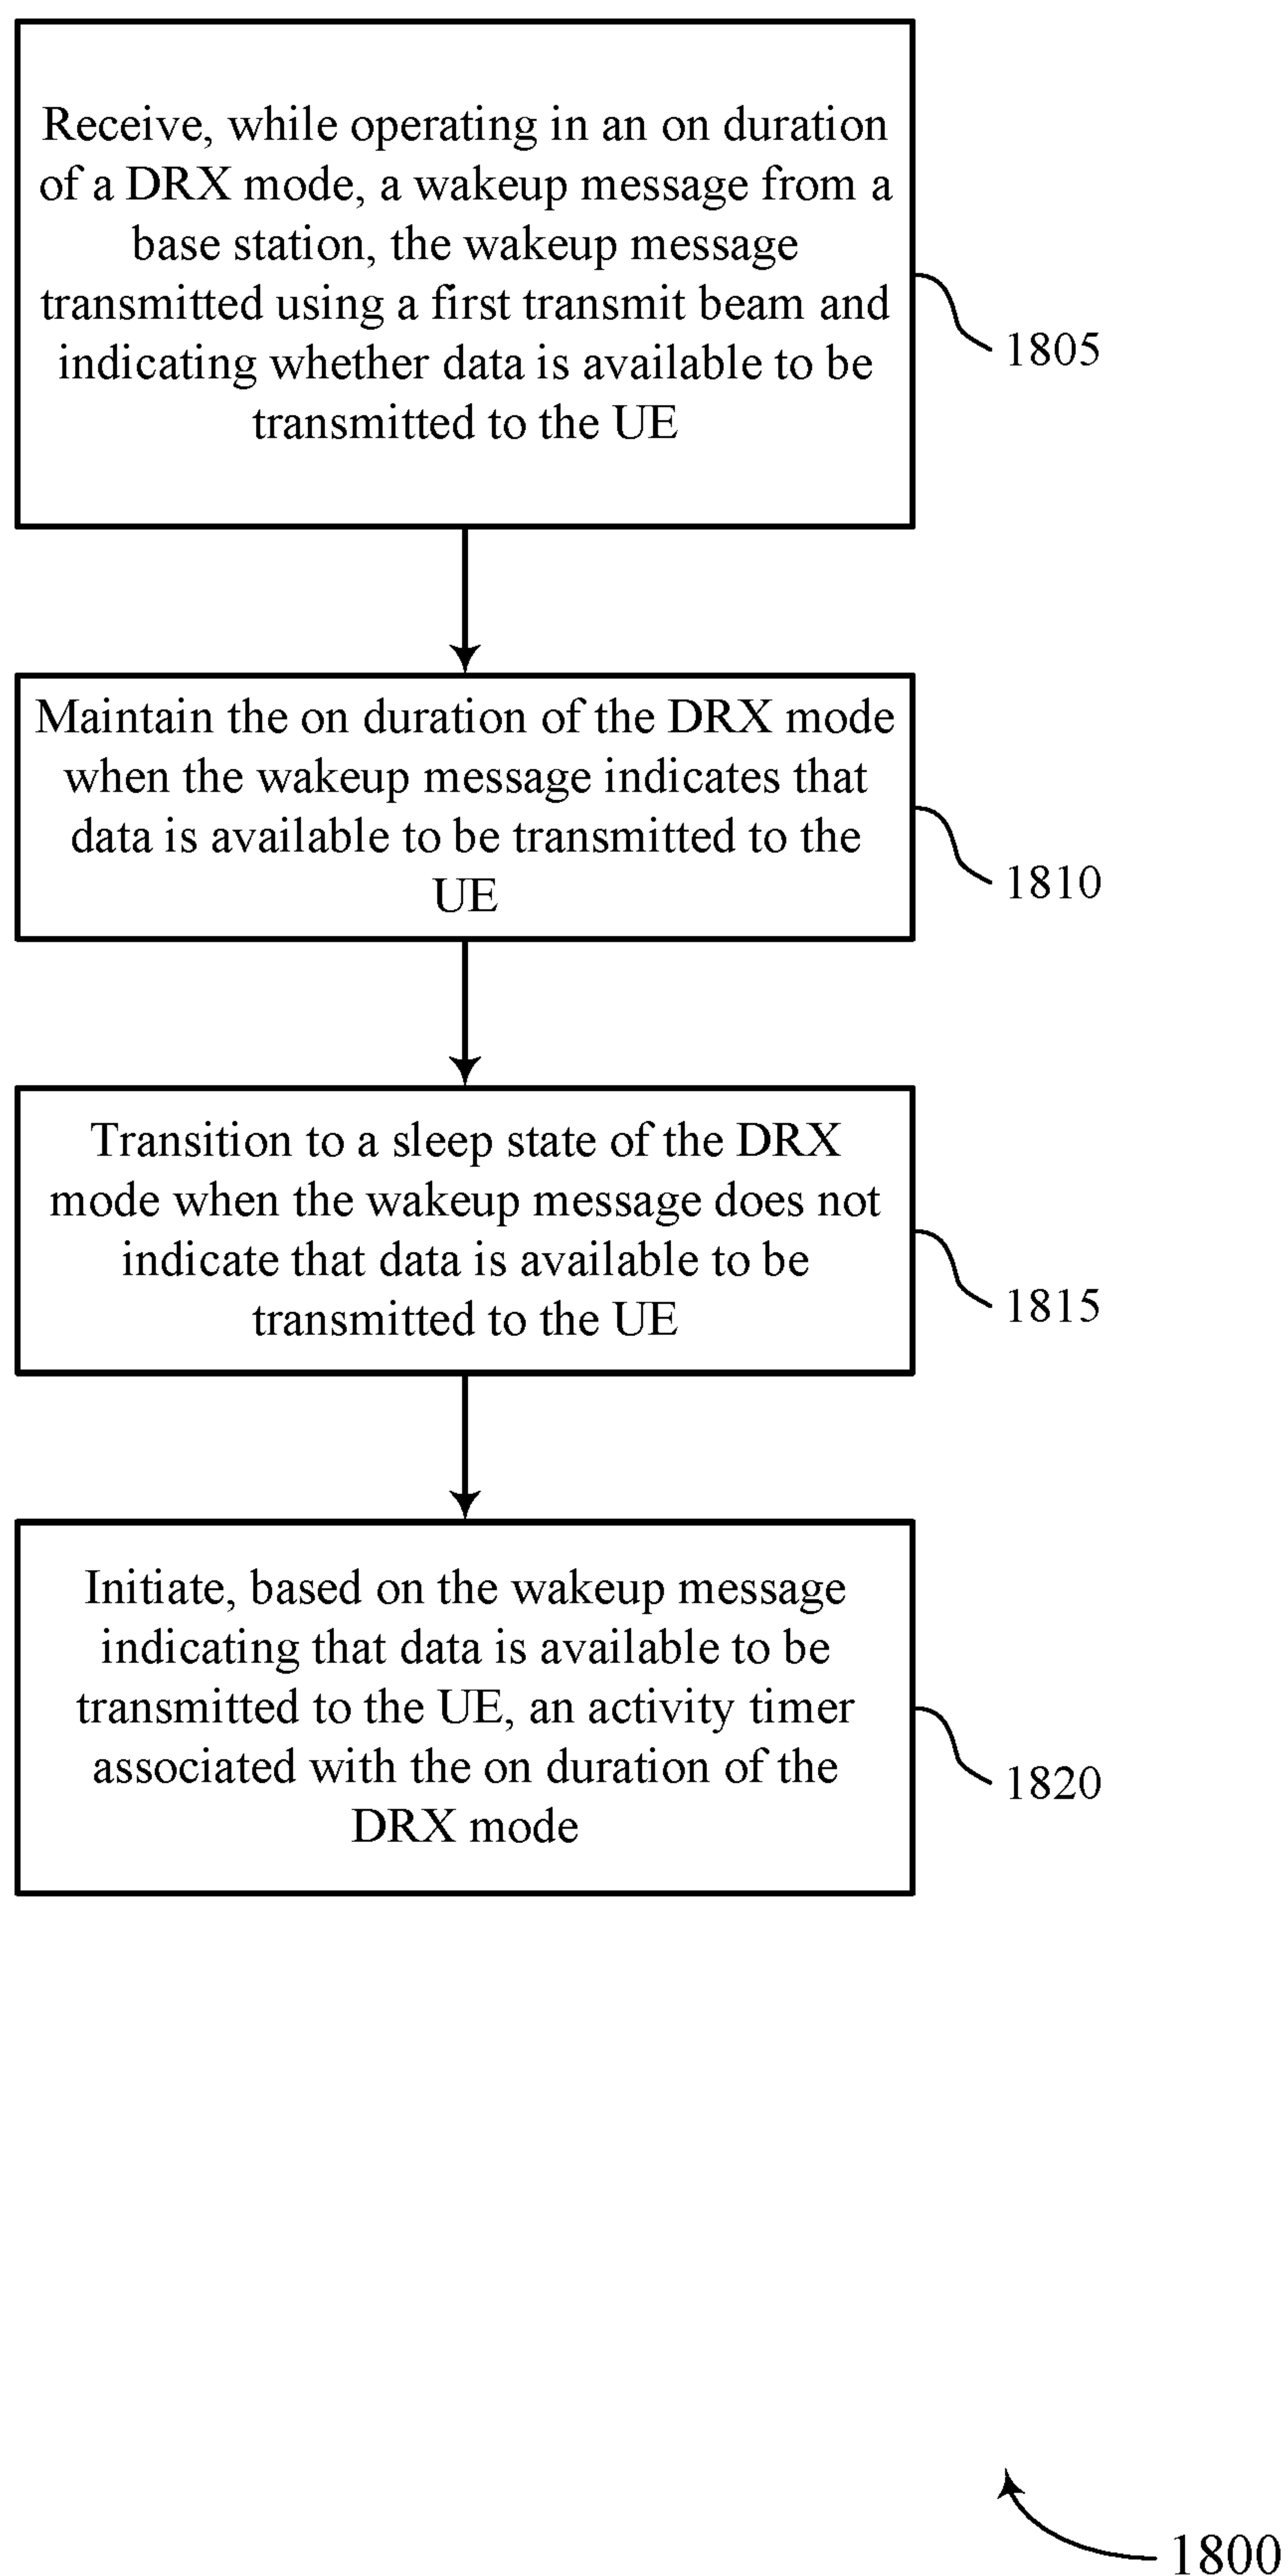 Receive, while operating in an on duration
of a DRX mode, a wakeup message from a
base station, the wakeup message
transmitted using a first transmit beam and
indicating whether data is available to be
transmitted to the UE
1805
Maintain the on duration of the DRX mode
when the wakeup message indicates that
data is available to be transmitted to the
UE
1810
Transition to a sleep state of the DRX
mode when the wakeup message does not
indicate that data is available to be
transmitted to the UE
1815
Initiate, based on the wakeup message
indicating that data is available to be
transmitted to the UE, an activity timer
associated with the on duration of the
DRX mode
1820
1800